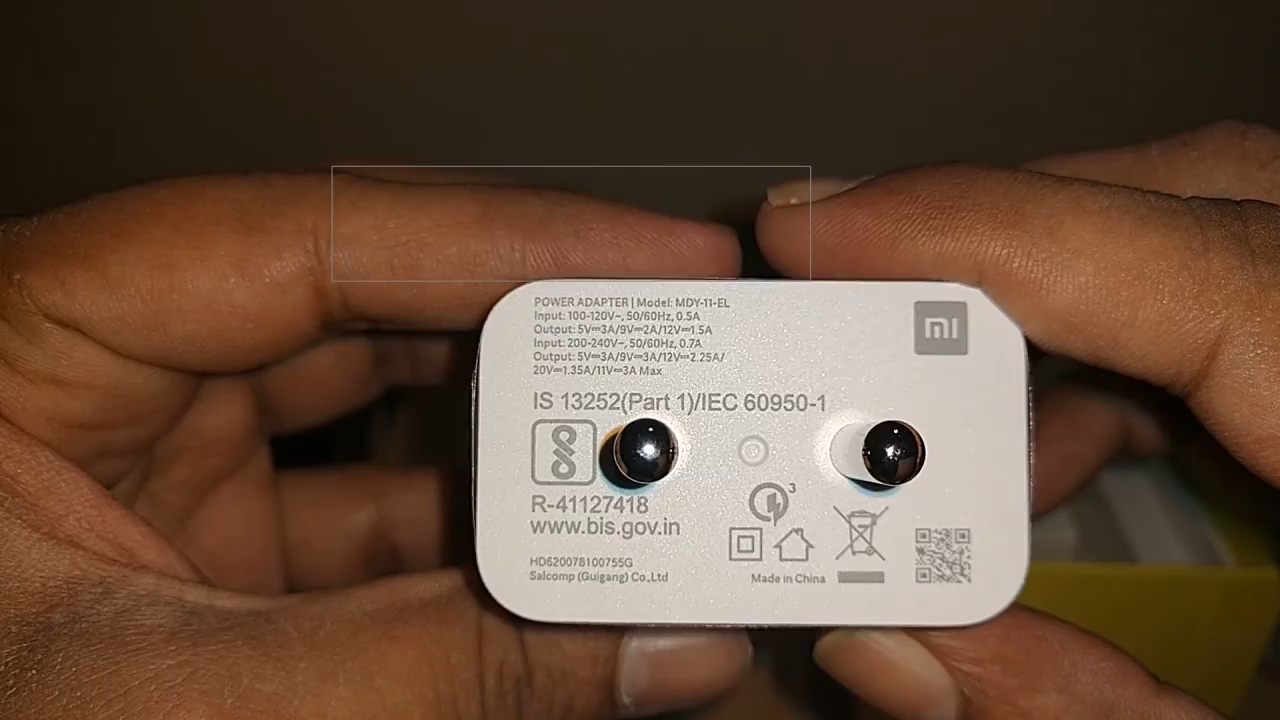 POWER ADAPTER | Model: MDY-11-EL
Input: 100-120V~, 50/60Hz, 0.5A
Output: 5V⎓3A/9V⎓2A/12V⎓1.5A
Input: 200-240V~, 50/60Hz, 0.7A
Output: 5V⎓3A/9V⎓3A/12V⎓2.25A/
20V⎓1.35A/11V⎓3A Max
mi
IS 13252(Part 1)/IEC 60950-1
3
R-41127418
www.bis.gov.in
HD620078100755G
Salcomp (Guigang) Co.,Ltd
Made in China